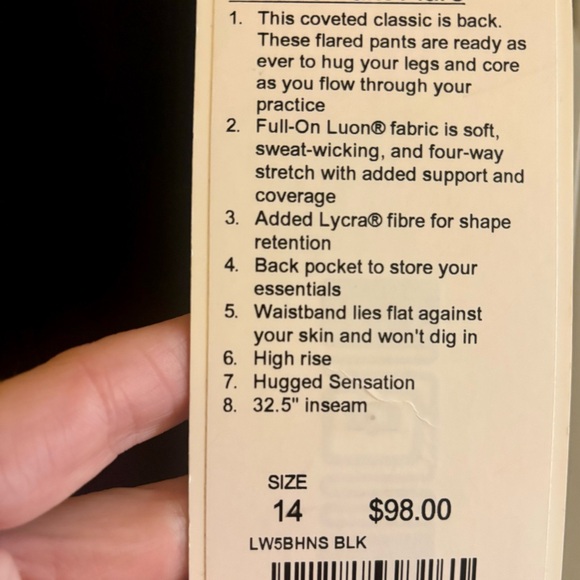 1. This coveted classic is back.
These flared pants are ready as
ever to hug your legs and core
as you flow through your
practice
2. Full-On Luon® fabric is soft,
sweat-wicking, and four-way
stretch with added support and
coverage
3. Added Lycra® fibre for shape
retention
4. Back pocket to store your
essentials
5. Waistband lies flat against
your skin and won't dig in
6. High rise
7. Hugged Sensation
8. 32.5" inseam
SIZE
14 $98.00
LW5BHNS BLK